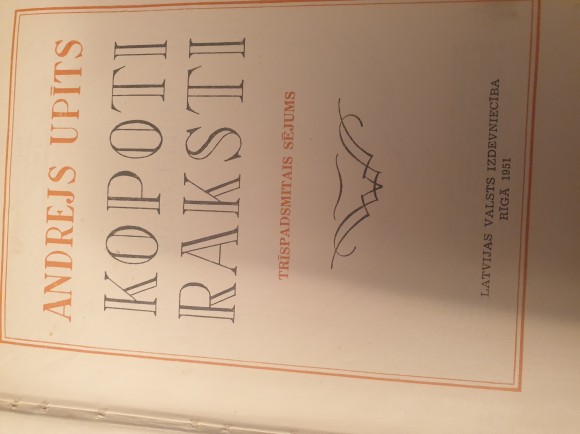 ANDREJS UPĪTS
KOPOTI
RAKSTI
TRĪSPADSMITAIS SĒJUMS
LATVIJAS VALSTS IZDEVNIECĪBA
RĪGĀ 1951